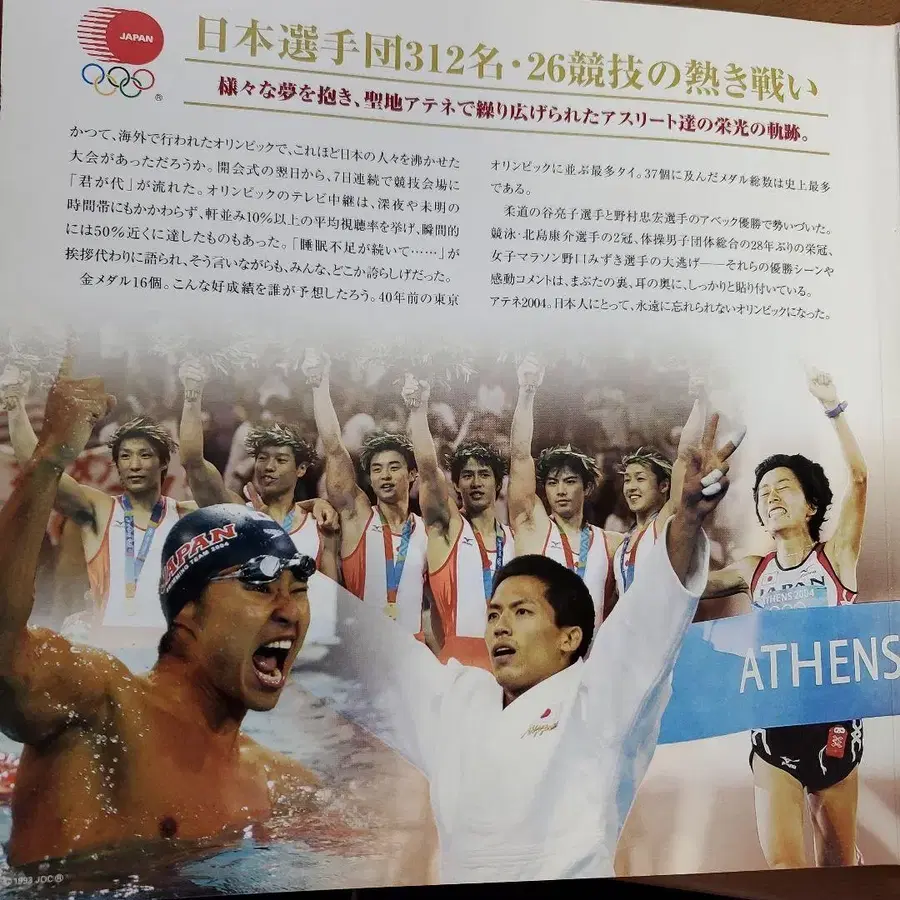 JAPAN
®
日本選手団312名・26競技の熱き戦い
様々な夢を抱き、聖地アテネで繰り広げられたアスリート達の栄光の軌跡。
かつて、海外で行われたオリンピックで、これほど日本の人々を沸かせた
大会があっただろうか。開会式の翌日から、7日連続で競技会場に
「君が代」が流れた。オリンピックのテレビ中継は、深夜や未明の
時間帯にもかかわらず、軒並み10%以上の平均視聴率を挙げ、瞬間的
には50%近くに達したものもあった。「睡眠不足が続いて……」が
挨拶代わりに語られ、そう言いながらも、みんな、どこか誇らしげだった。
金メダル16個。こんな好成績を誰が予想したろう。40年前の東京
オリンピックに並ぶ最多タイ。37個に及んだメダル総数は史上最多
である。
柔道の谷亮子選手と野村忠宏選手のアベック優勝で勢いづいた。
競泳・北島康介選手の2冠、体操男子団体総合の28年ぶりの栄冠、
女子マラソン野口みずき選手の大逃げ――それらの優勝シーンや
感動コメントは、まぶたの裏、耳の奥に、しっかりと貼り付いている。
アテネ2004。日本人にとって、永遠に忘れられないオリンピックになった。
JAPAN
SWIMMING TEAM 2004
JAPAN
ATHENS 2004
ATHENS
©1993 JOC®